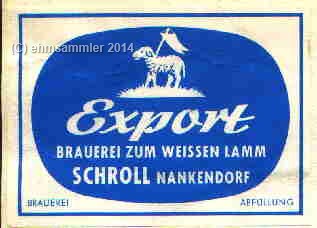 (C) ehmsammler 2014
Export
BRAUEREI ZUM WEISSEN LAMM
SCHROLL NANKENDORF
BRAUEREI ABFÜLLUNG